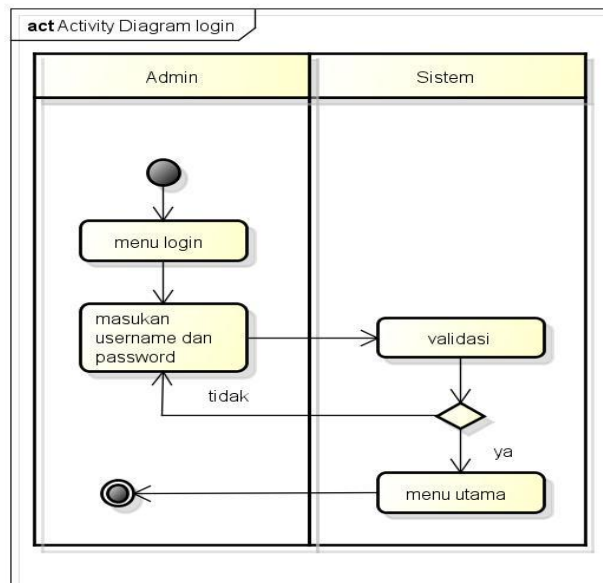 act Activity Diagram login
Admin
Sistem
menu login
masukan
username dan
password
validasi
tidak
ya
menu utama